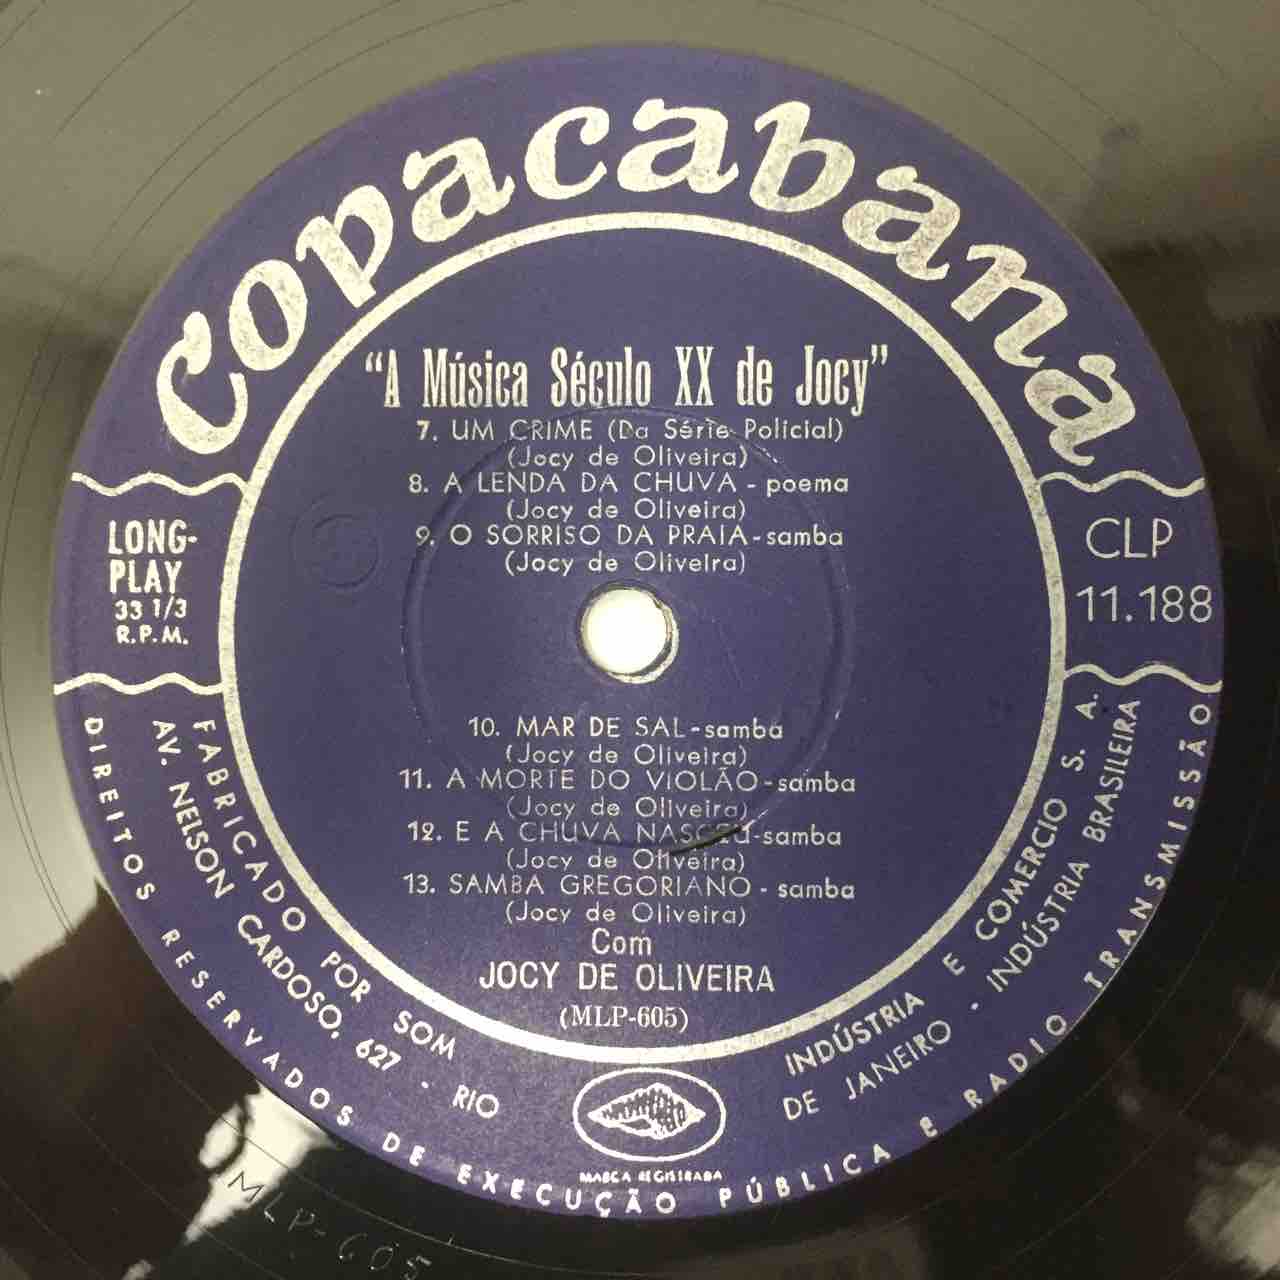 Copacabana
"A Música Século XX de Jocy"
7. UM CRIME (Da Série Policial)
(Jocy de Oliveira)
8. A LENDA DA CHUVA - poema
(Jocy de Oliveira)
9. O SORRISO DA PRAIA - samba
(Jocy de Oliveira)
LONG-
PLAY
33 1/3
R.P.M.
CLP
11.188
10. MAR DE SAL - samba
(Jocy de Oliveira)
11. A MORTE DO VIOLÃO - samba
(Jocy de Oliveira)
12. E A CHUVA NASCEU - samba
(Jocy de Oliveira)
13. SAMBA GREGORIANO - samba
(Jocy de Oliveira)
Com
JOCY DE OLIVEIRA
(MLP-605)
FABRICADO POR SOM INDÚSTRIA E COMERCIO S. A.
AV. NELSON CARDOSO, 627 - RIO DE JANEIRO - INDÚSTRIA BRASILEIRA
MARCA REGISTRADA
DIREITOS RESERVADOS DE EXECUÇÃO PÚBLICA E RADIO TRANSMISSÃO
MLP-605